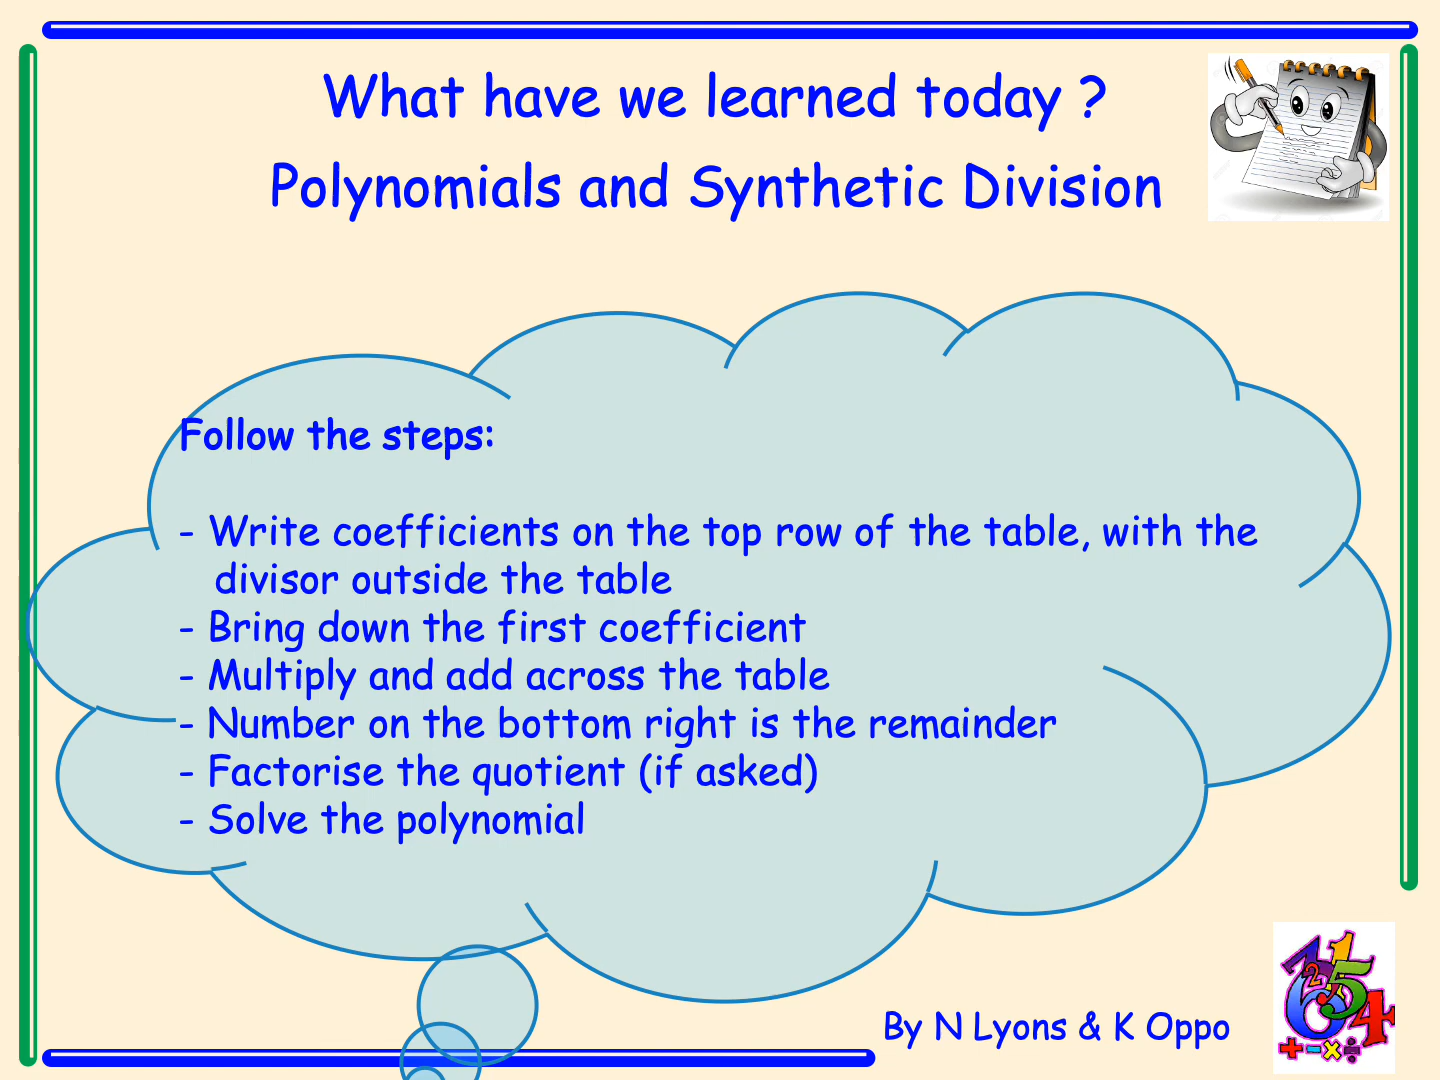 What have we learned today ?
Polynomials and Synthetic Division
Follow the steps:
- Write coefficients on the top row of the table, with the
divisor outside the table
- Bring down the first coefficient
- Multiply and add across the table
- Number on the bottom right is the remainder
- Factorise the quotient (if asked)
- Solve the polynomial
By N Lyons & K Oppo